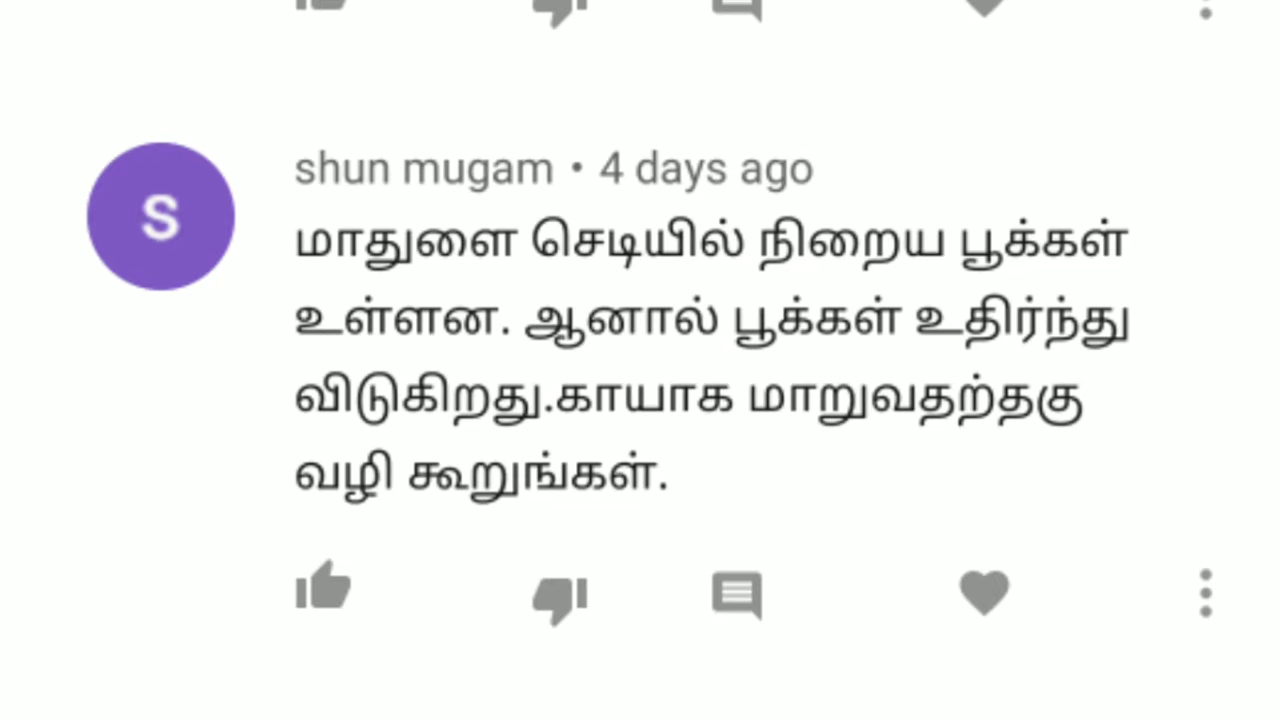 S
shun mugam • 4 days ago
மாதுளை செடியில் நிறைய பூக்கள்
உள்ளன. ஆனால் பூக்கள் உதிர்ந்து
விடுகிறது.காயாக மாறுவதற்தகு
வழி கூறுங்கள்.